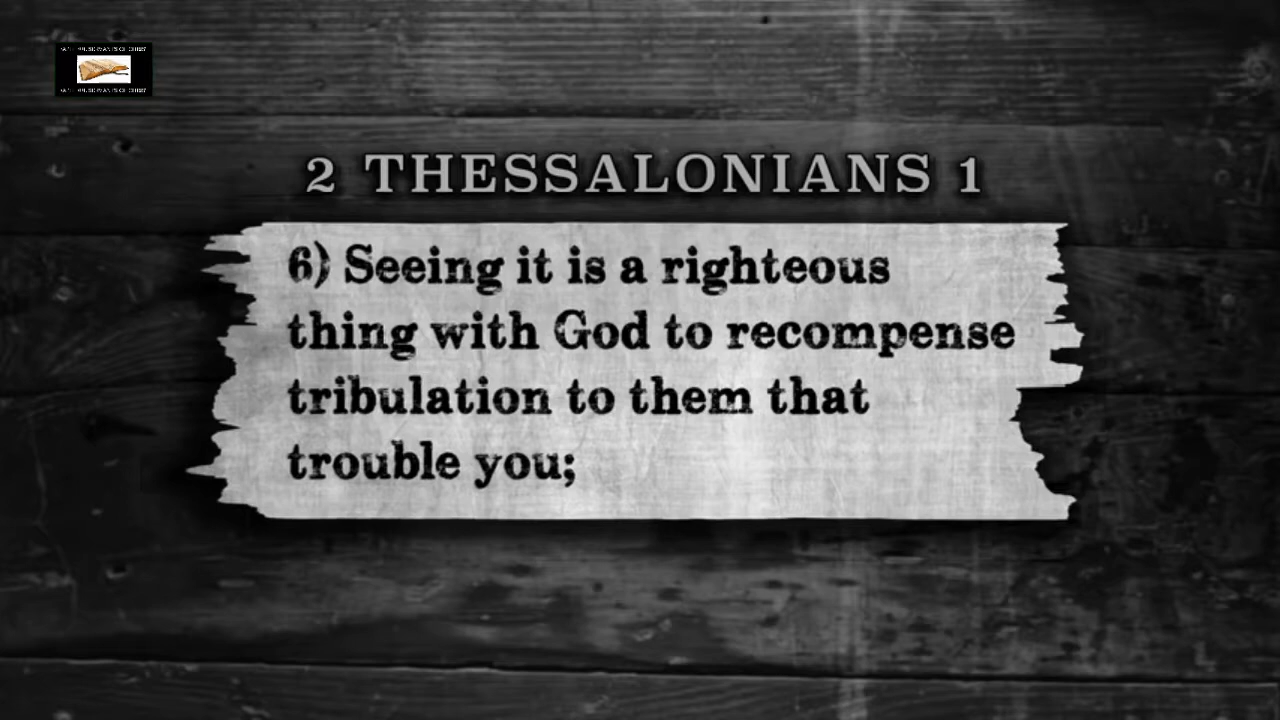 2 THESSALONIANS 1
6) Seeing it is a righteous
thing with God to recompense
tribulation to them that
trouble you;